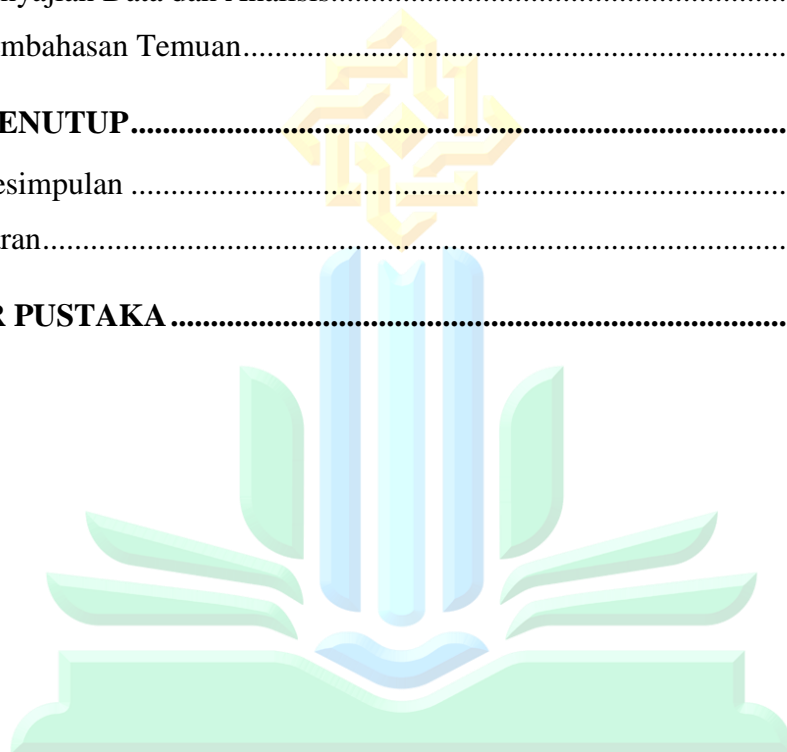 nyajian Data dan Analisis...............................................................
mbahasan Temuan.........................................................................
ENUTUP...................................................................................
esimpulan ..................................................................................
ran..............................................................................................
R PUSTAKA..............................................................................